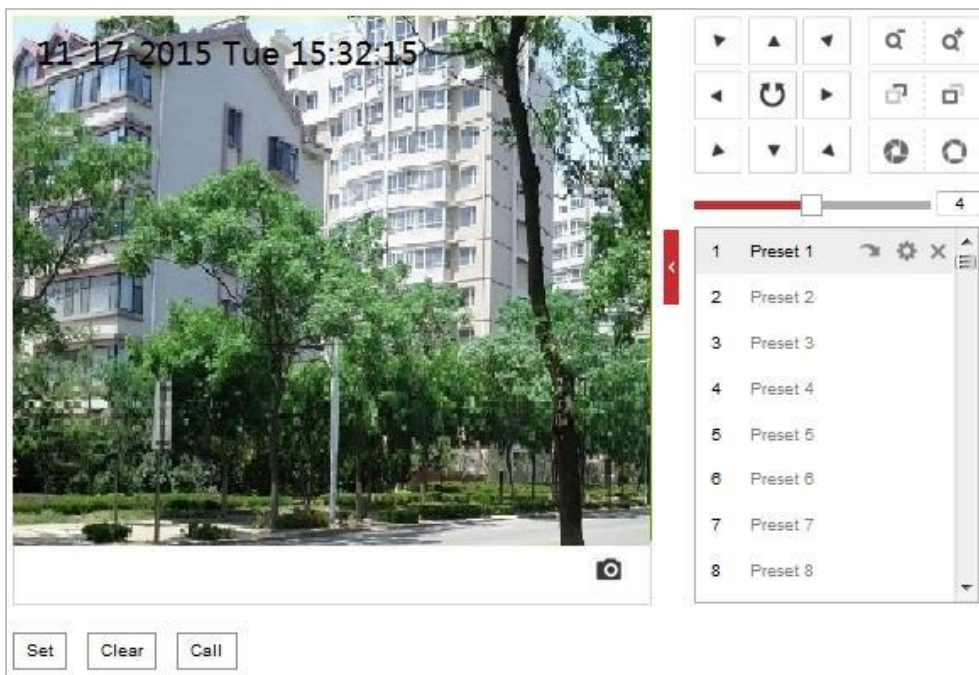 11-17-2015 Tue 15:32:15
4
1 Preset 1
2 Preset 2
3 Preset 3
4 Preset 4
5 Preset 5
6 Preset 6
7 Preset 7
8 Preset 8
Set Clear Call